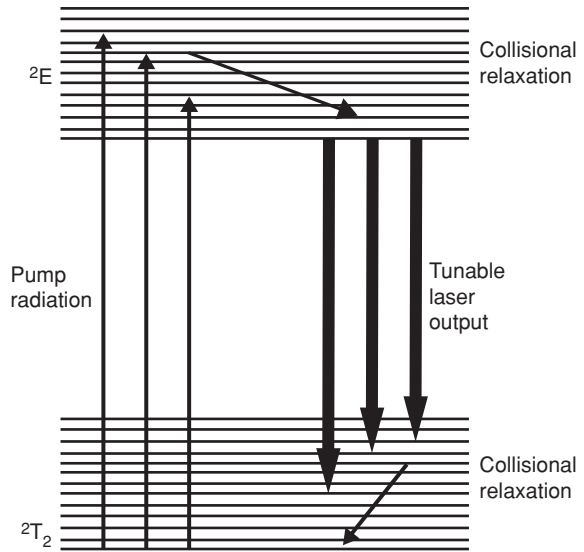 Collisional
relaxation
²E
Pump
radiation
Tunable
laser
output
Collisional
relaxation
²T₂